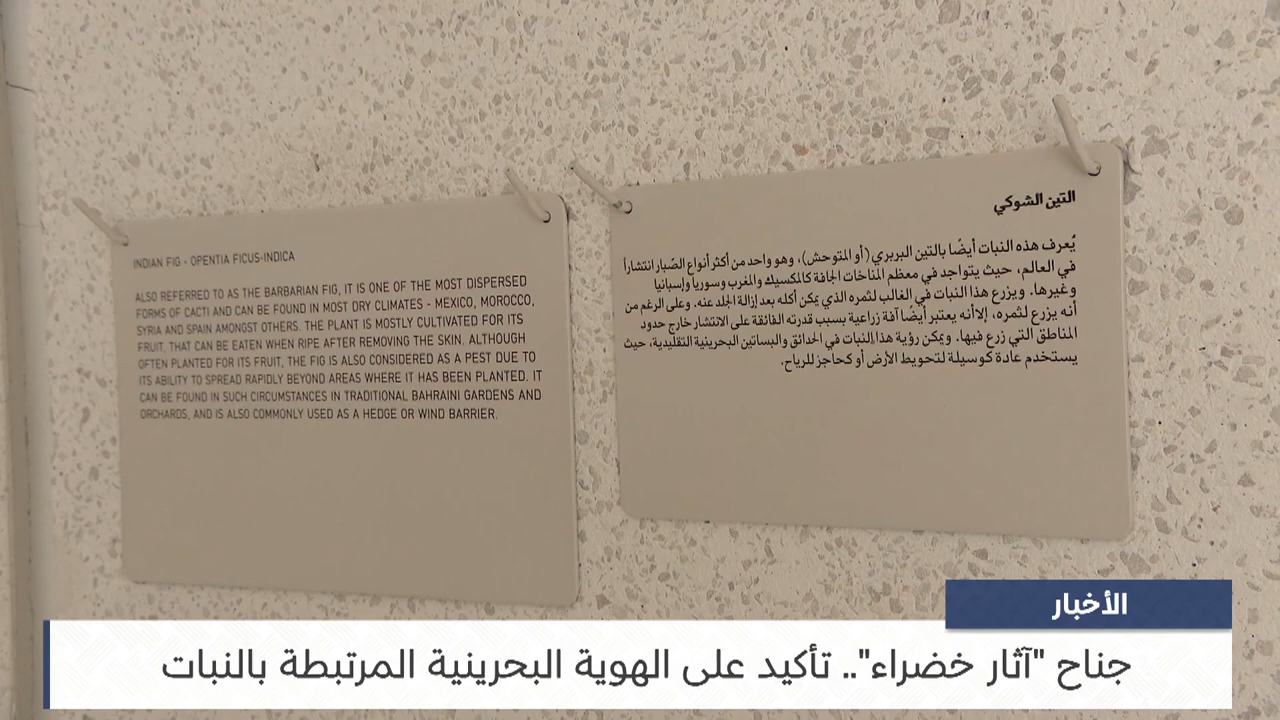 INDIAN FIG - OPENTIA FICUS-INDICA
ALSO REFERRED TO AS THE BARBARIAN FIG, IT IS ONE OF THE MOST DISPERSED
FORMS OF CACTI AND CAN BE FOUND IN MOST DRY CLIMATES - MEXICO, MOROCCO,
SYRIA AND SPAIN AMONGST OTHERS. THE PLANT IS MOSTLY CULTIVATED FOR ITS
FRUIT, THAT CAN BE EATEN WHEN RIPE AFTER REMOVING THE SKIN. ALTHOUGH
OFTEN PLANTED FOR ITS FRUIT, THE FIG IS ALSO CONSIDERED AS A PEST DUE TO
ITS ABILITY TO SPREAD RAPIDLY BEYOND AREAS WHERE IT HAS BEEN PLANTED. IT
CAN BE FOUND IN SUCH CIRCUMSTANCES IN TRADITIONAL BAHRAINI GARDENS AND
ORCHARDS, AND IS ALSO COMMONLY USED AS A HEDGE OR WIND BARRIER.
التين الشوكي
يُعرف هذه النبات أيضًا بالتين البربري (أو المتوحش)، وهو واحد من أكثر أنواع الصّبار انتشارأ
في العالم، حيث يتواجد في معظم المناخات الجافة كالمكسيك والمغرب وسوريا وإسبانيا
وغيرها. ويزرع هذا النبات في الغالب لثمره الذي يمكن أكله بعد إزالة الجلد عنه. وعلى الرغم من
أنه يزرع لثمره، إلاأنه يعتبر أيضًا آفة زراعية بسبب قدرته الفائقة على الانتشار خارج حدود
المناطق التي زرع فيها. ويمكن رؤية هذا النبات في الحدائق والبساتين البحرينية التقليدية، حيث
يستخدم عادة كوسيلة لتحويط الأرض أو كحاجز للرياح.
الأخبار
جناح "آثار خضراء".. تأكيد على الهوية البحرينية المرتبطة بالنبات